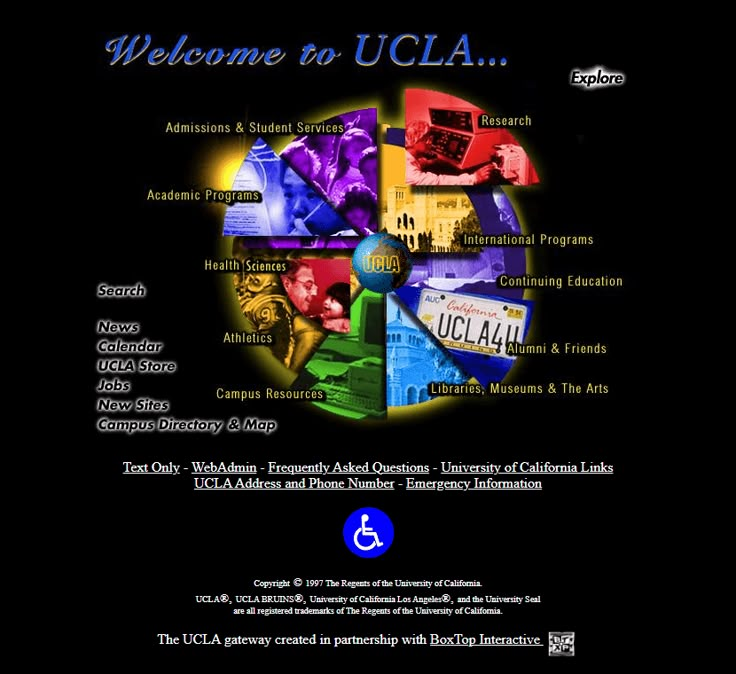 Welcome to UCLA...
Explore
Admissions & Student Services
Research
Academic Programs
International Programs
Health Sciences
UCLA
Continuing Education
Search
AUG
California
UCLA4U
News
Athletics
Alumni & Friends
Calendar
UCLA Store
Jobs
Campus Resources
Libraries, Museums & The Arts
New Sites
Campus Directory & Map
Text Only - WebAdmin - Frequently Asked Questions - University of California Links
UCLA Address and Phone Number - Emergency Information
Copyright © 1997 The Regents of the University of California.
UCLA®, UCLA BRUINS®, University of California Los Angeles®, and the University Seal
are all registered trademarks of The Regents of the University of California.
The UCLA gateway created in partnership with BoxTop Interactive